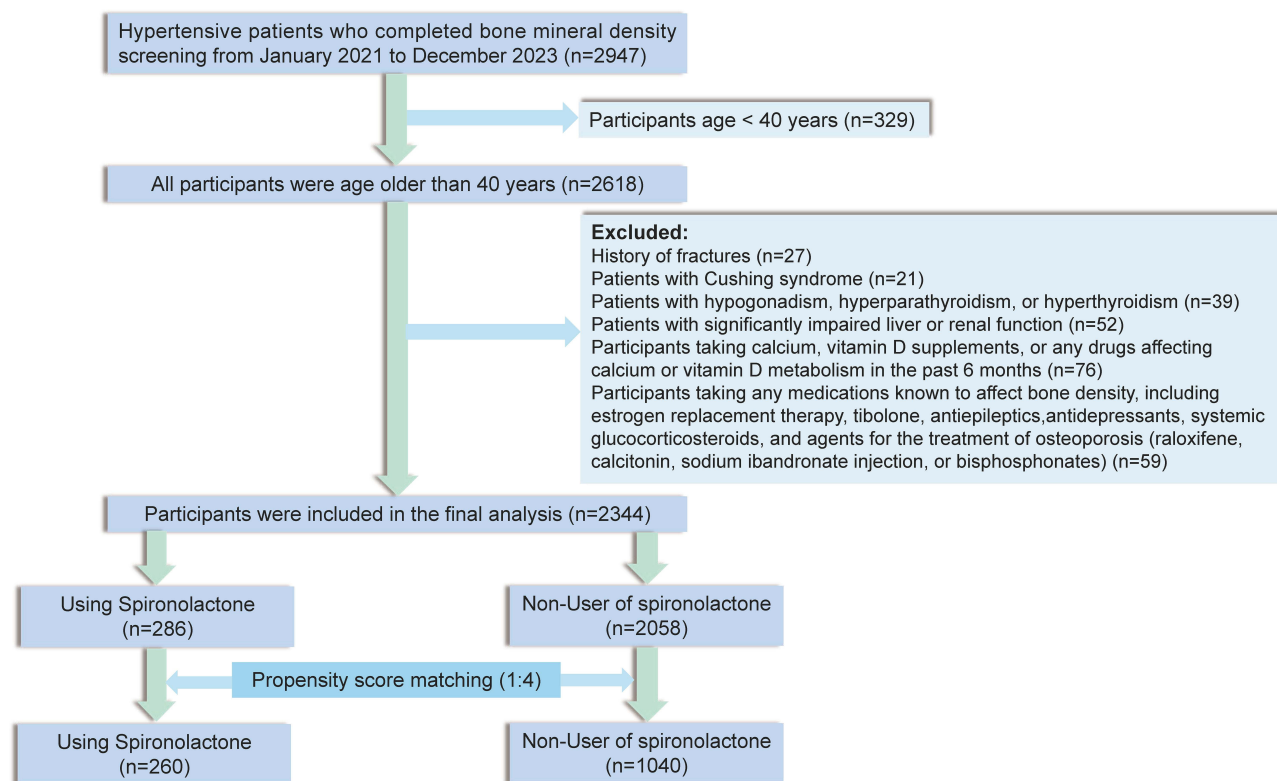 Hypertensive patients who completed bone mineral density
screening from January 2021 to December 2023 (n=2947)
Participants age < 40 years (n=329)
All participants were age older than 40 years (n=2618)
Excluded:
History of fractures (n=27)
Patients with Cushing syndrome (n=21)
Patients with hypogonadism, hyperparathyroidism, or hyperthyroidism (n=39)
Patients with significantly impaired liver or renal function (n=52)
Participants taking calcium, vitamin D supplements, or any drugs affecting
calcium or vitamin D metabolism in the past 6 months (n=76)
Participants taking any medications known to affect bone density, including
estrogen replacement therapy, tibolone, antiepileptics,antidepressants, systemic
glucocorticosteroids, and agents for the treatment of osteoporosis (raloxifene,
calcitonin, sodium ibandronate injection, or bisphosphonates) (n=59)
Participants were included in the final analysis (n=2344)
Using Spironolactone
(n=286)
Non-User of spironolactone
(n=2058)
Propensity score matching (1:4)
Using Spironolactone
(n=260)
Non-User of spironolactone
(n=1040)